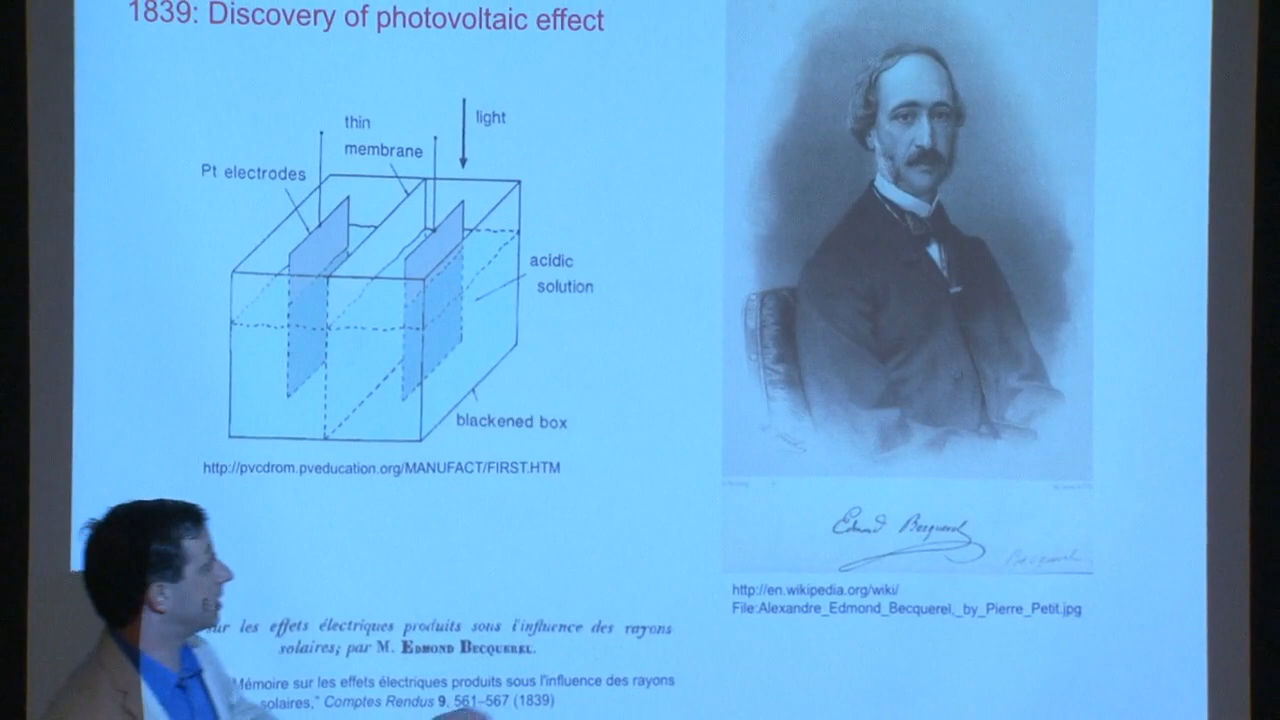 1839: Discovery of photovoltaic effect
thin
membrane
light
Pt electrodes
acidic
solution
blackened box
http://pvcdrom.pveducation.org/MANUFACT/FIRST.HTM
Edmond Becquerel
Becquerel
http://en.wikipedia.org/wiki/
File:Alexandre_Edmond_Becquerel,_by_Pierre_Petit.jpg
les effets électriques produits sous l'influence des rayons
solaires; par M. EDMOND BECQUEREL.
Mémoire sur les effets électriques produits sous l'influence des rayons
solaires," Comptes Rendus 9, 561–567 (1839)